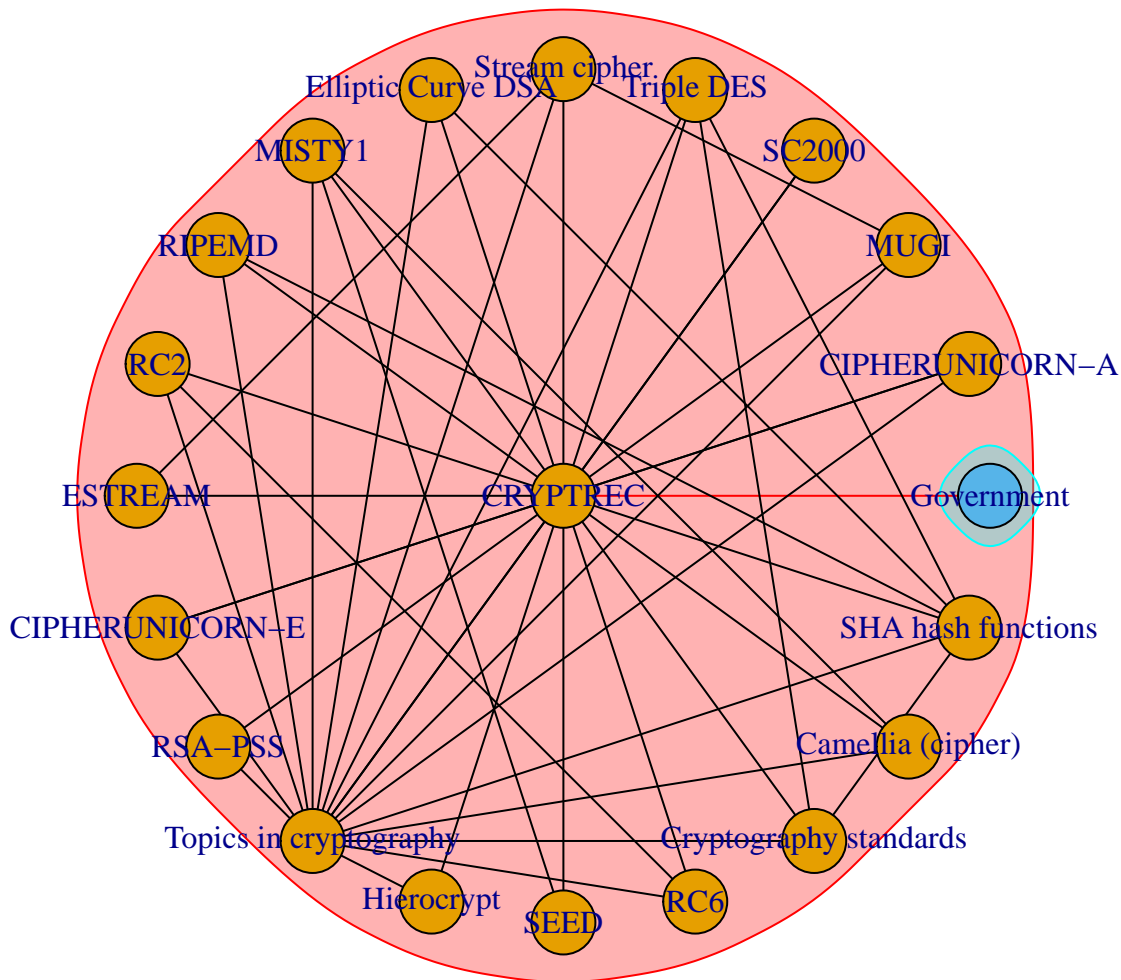 Stream cipher
Elliptic Curve DSA
Triple DES
MISTY1
SC2000
RIPEMD
MUGI
RC2
CIPHERUNICORN−A
ESTREAM
CRYPTREC
Government
CIPHERUNICORN−E
SHA hash functions
RSA−PSS
Camellia (cipher)
Topics in cryptography
Cryptography standards
Hierocrypt
RC6
SEED